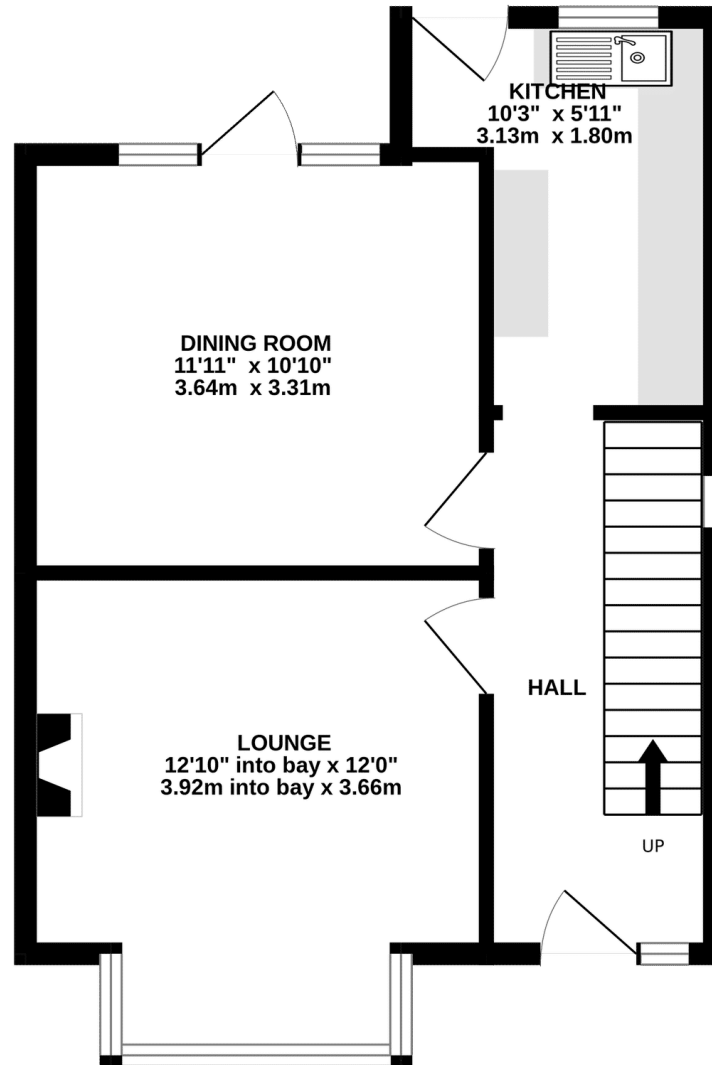 KITCHEN
10'3" x 5'11"
3.13m x 1.80m
DINING ROOM
11'11" x 10'10"
3.64m x 3.31m
HALL
LOUNGE
12'10" into bay x 12'0"
3.92m into bay x 3.66m
UP